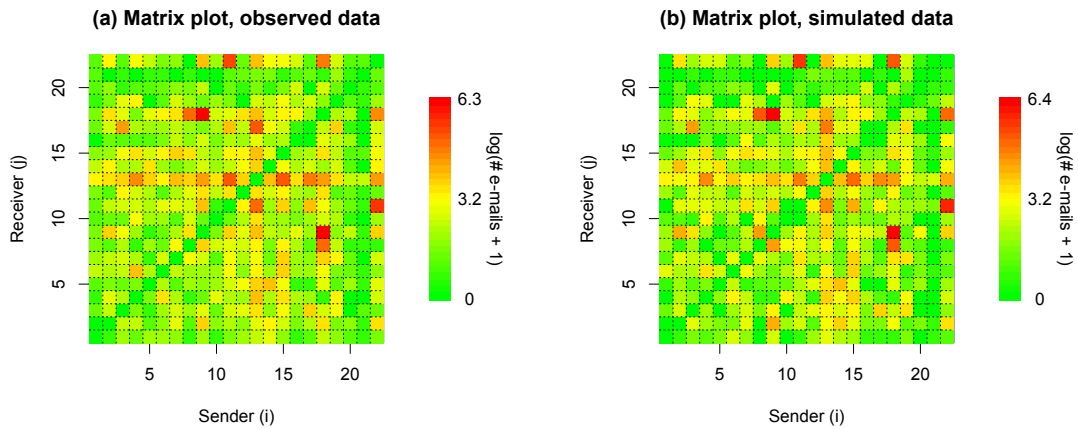 (a) Matrix plot, observed data
Receiver (j)
20
15
10
5
5 10 15 20
Sender (i)
6.3
3.2
0
log(# e-mails + 1)
(b) Matrix plot, simulated data
Receiver (j)
20
15
10
5
5 10 15 20
Sender (i)
6.4
3.2
0
log(# e-mails + 1)